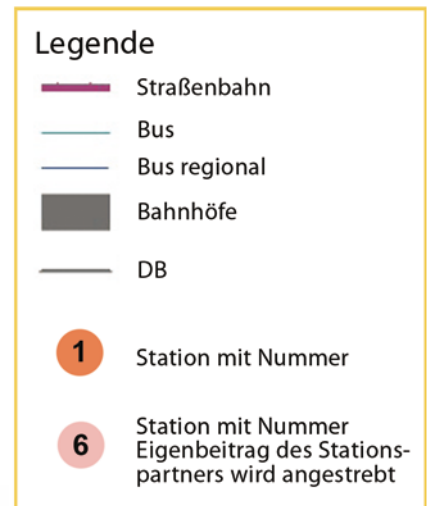 Legende
Straßenbahn
Bus
Bus regional
Bahnhöfe
DB
1
Station mit Nummer
6
Station mit Nummer
Eigenbeitrag des Stations-
partners wird angestrebt